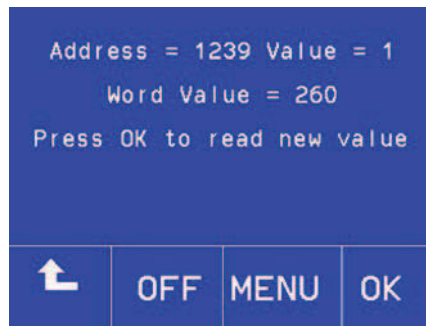 Address = 1239 Value = 1
Word Value = 260
Press OK to read new value
OFF MENU OK